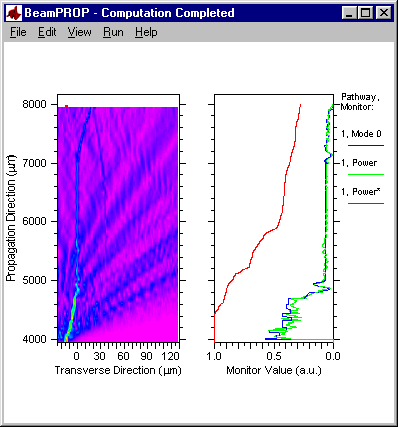 BeamPROP - Computation Completed
File Edit View Run Help
8000
7000
6000
5000
4000
Propagation Direction (µm)
0 30 60 90 120
Transverse Direction (µm)
1.0 0.5 0.0
Monitor Value (a.u.)
Pathway,
Monitor:
1, Mode 0
1, Power
1, Power*